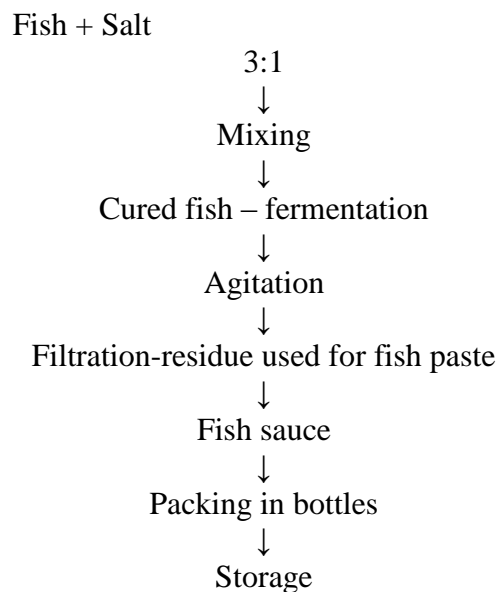 Fish + Salt
3:1
↓
Mixing
↓
Cured fish – fermentation
↓
Agitation
↓
Filtration-residue used for fish paste
↓
Fish sauce
↓
Packing in bottles
↓
Storage